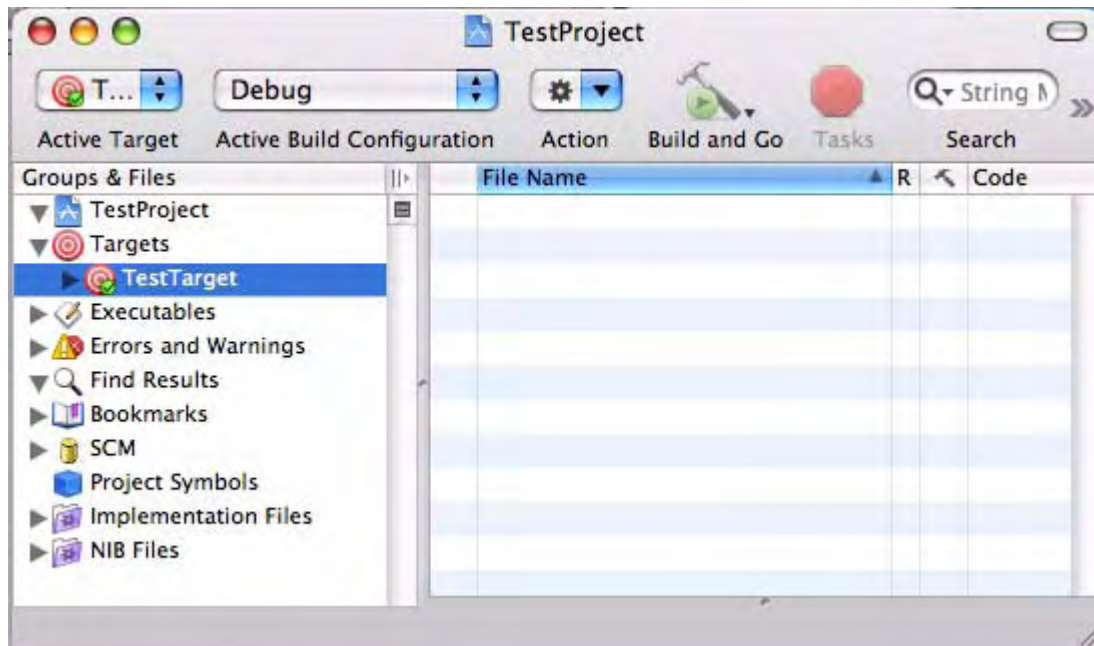 TestProject
T... Debug String M
Active Target Active Build Configuration Action Build and Go Tasks Search
Groups & Files File Name R Code
TestProject
Targets
TestTarget
Executables
Errors and Warnings
Find Results
Bookmarks
SCM
Project Symbols
Implementation Files
NIB Files